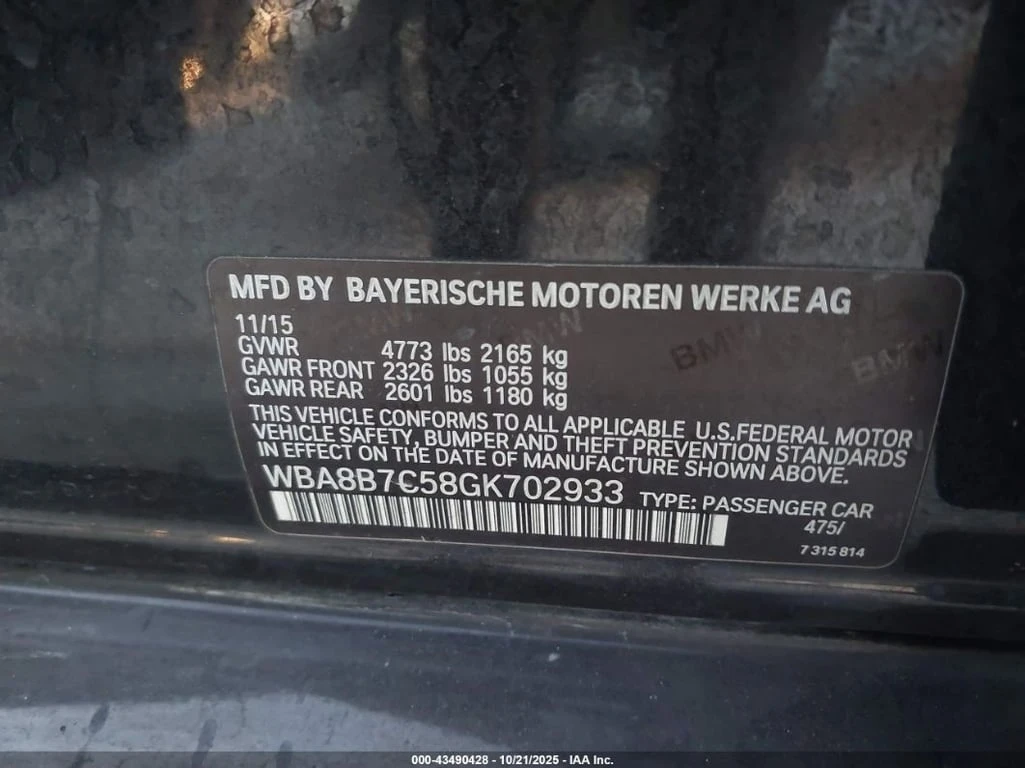 MFD BY BAYERISCHE MOTOREN WERKE AG
11/15
GVWR 4773 lbs 2165 kg
GAWR FRONT 2326 lbs 1055 kg
GAWR REAR 2601 lbs 1180 kg
THIS VEHICLE CONFORMS TO ALL APPLICABLE U.S.FEDERAL MOTOR
VEHICLE SAFETY, BUMPER AND THEFT PREVENTION STANDARDS
IN EFFECT ON THE DATE OF MANUFACTURE SHOWN ABOVE.
WBA8B7C58GK702933 TYPE: PASSENGER CAR
475/
7 315 814
BMW
BMW
BMW
000-43490428 - 10/21/2025 - IAA Inc.